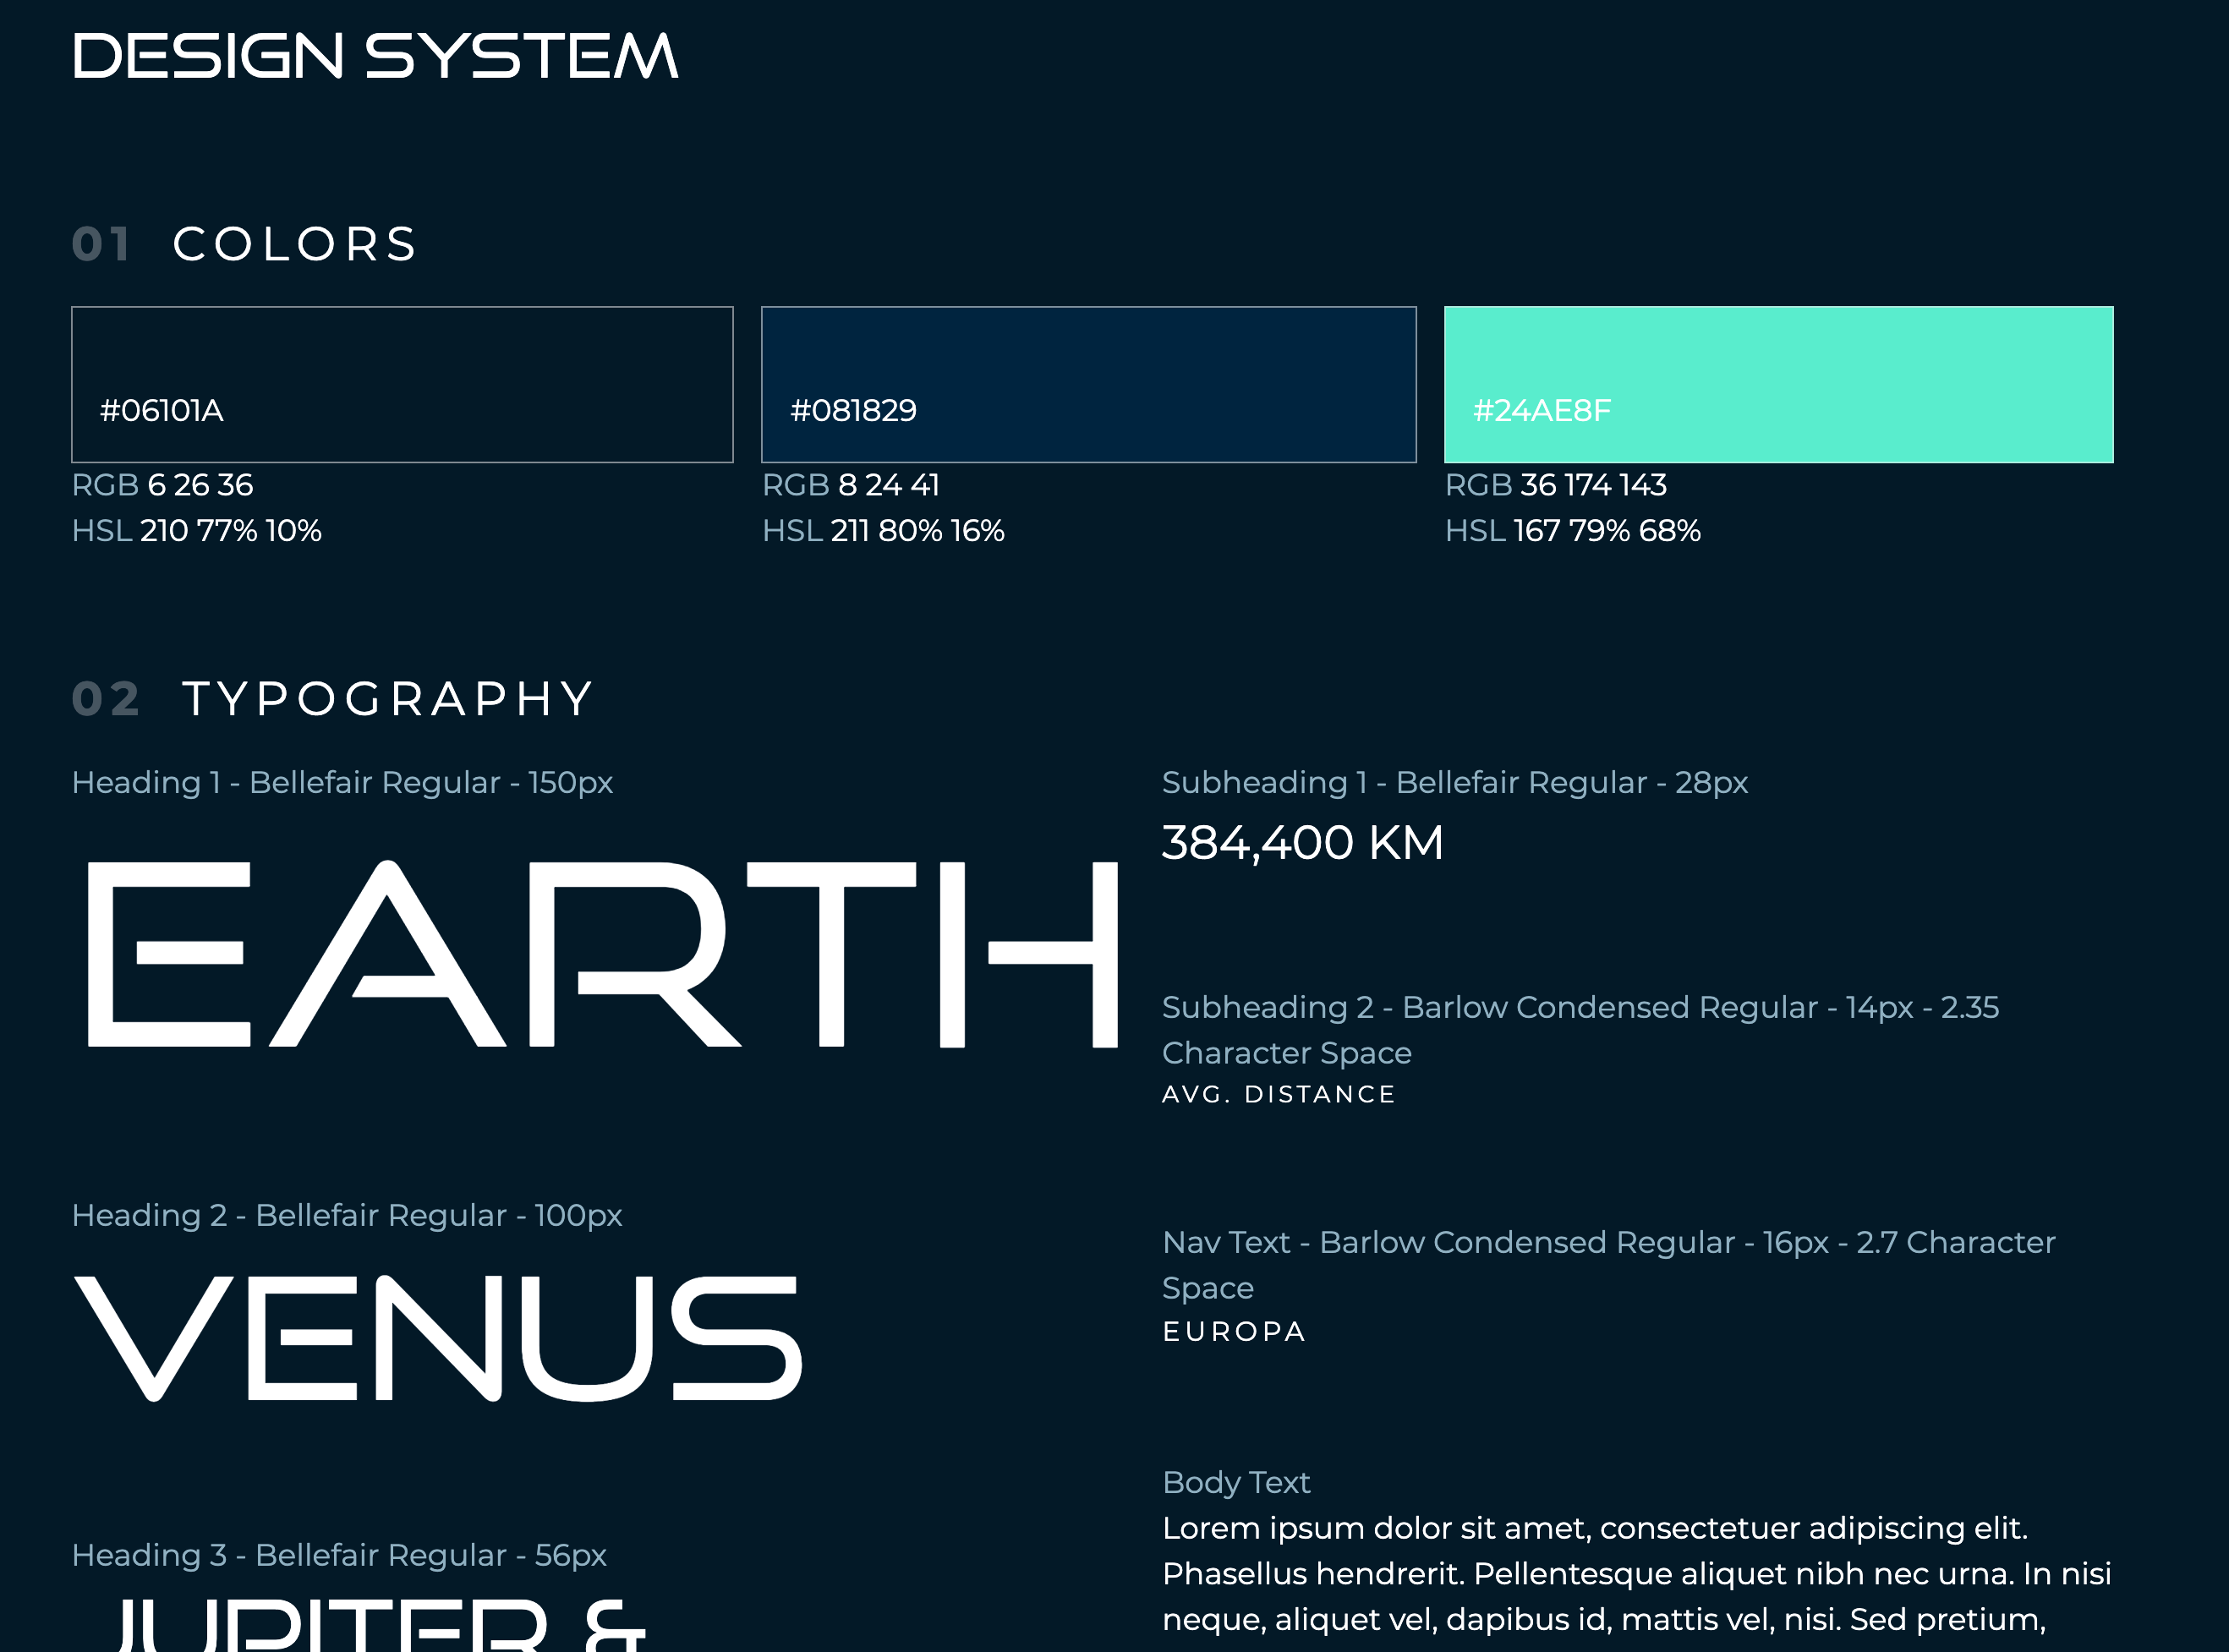 DESIGN SYSTEM
01 COLORS
#06101A
RGB 6 26 36
HSL 210 77% 10%
#081829
RGB 8 24 41
HSL 211 80% 16%
#24AE8F
RGB 36 174 143
HSL 167 79% 68%
02 TYPOGRAPHY
Heading 1 - Bellefair Regular - 150px
EARTH
Heading 2 - Bellefair Regular - 100px
VENUS
Heading 3 - Bellefair Regular - 56px
JUPITER &
Subheading 1 - Bellefair Regular - 28px
384,400 KM
Subheading 2 - Barlow Condensed Regular - 14px - 2.35
Character Space
AVG. DISTANCE
Nav Text - Barlow Condensed Regular - 16px - 2.7 Character
Space
EUROPA
Body Text
Lorem ipsum dolor sit amet, consectetuer adipiscing elit.
Phasellus hendrerit. Pellentesque aliquet nibh nec urna. In nisi
neque, aliquet vel, dapibus id, mattis vel, nisi. Sed pretium,